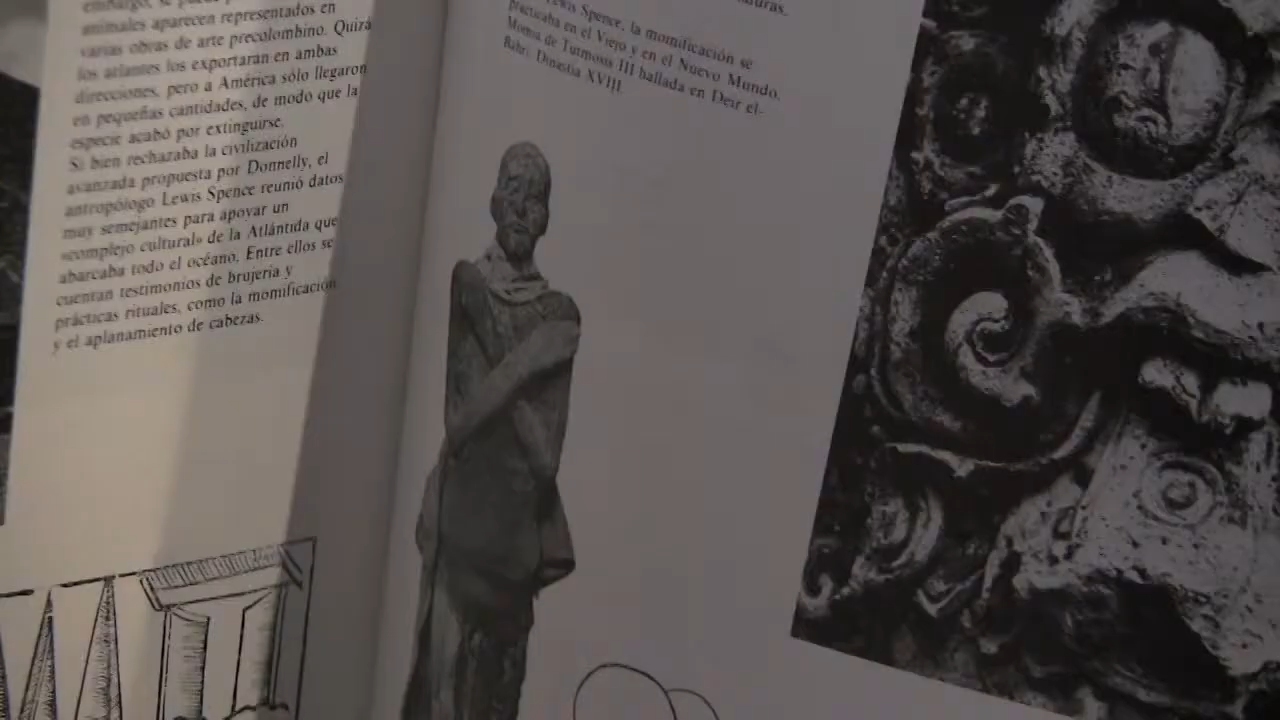 embargo, se puede
animales aparecen representados en
varias obras de arte precolombino. Quizá
los atlantes los exportaran en ambas
direcciones, pero a América sólo llegaron
en pequeñas cantidades, de modo que la
especie acabó por extinguirse.
Si bien rechazaba la civilización
avanzada propuesta por Donnelly, el
antropólogo Lewis Spence reunió datos
muy semejantes para apoyar un
«complejo cultural» de la Atlántida que
abarcaba todo el océano. Entre ellos se
cuentan testimonios de brujería y
prácticas rituales, como la momificación
y el aplanamiento de cabezas.
Lewis Spence, la momificación se
practicaba en el Viejo y en el Nuevo Mundo.
Momia de Tutmosis III hallada en Deir el-
Bahri. Dinastía XVIII.